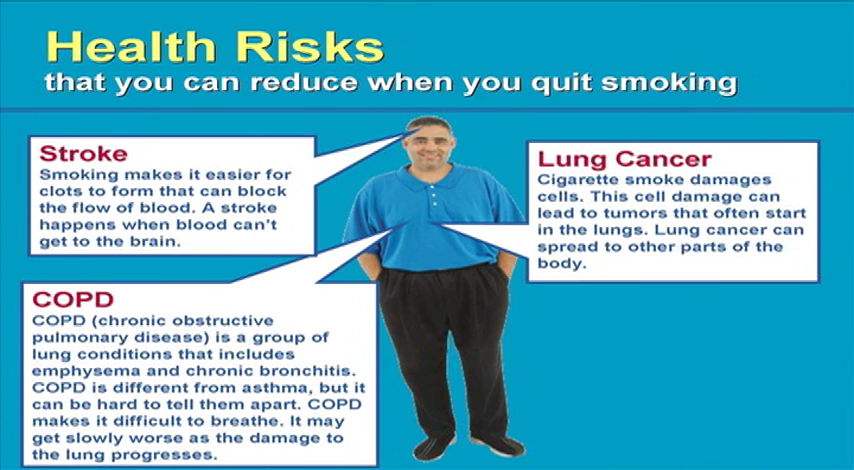 Health Risks
that you can reduce when you quit smoking
Stroke
Smoking makes it easier for
clots to form that can block
the flow of blood. A stroke
happens when blood can't
get to the brain.
Lung Cancer
Cigarette smoke damages
cells. This cell damage can
lead to tumors that often start
in the lungs. Lung cancer can
spread to other parts of the
body.
COPD
COPD (chronic obstructive
pulmonary disease) is a group of
lung conditions that includes
emphysema and chronic bronchitis.
COPD is different from asthma, but it
can be hard to tell them apart. COPD
makes it difficult to breathe. It may
get slowly worse as the damage to
the lung progresses.